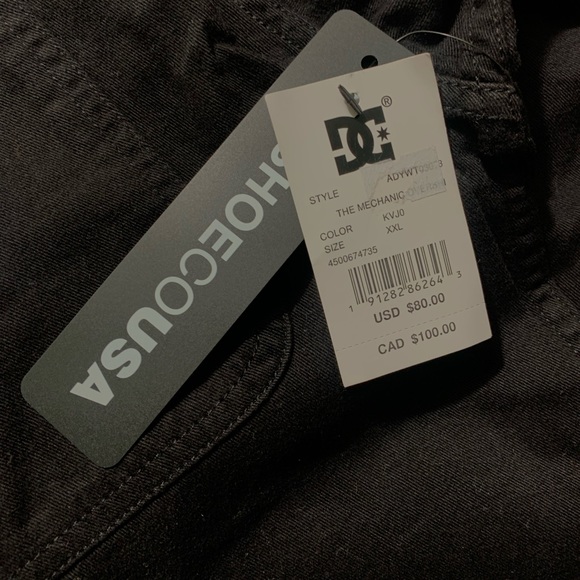 DC®
STYLE
THE MECHANIC
COLOR KVJ0
SIZE XXL
4500674735
1 91282 86264 3
USD $80.00
CAD $100.00
SHOECOUSA